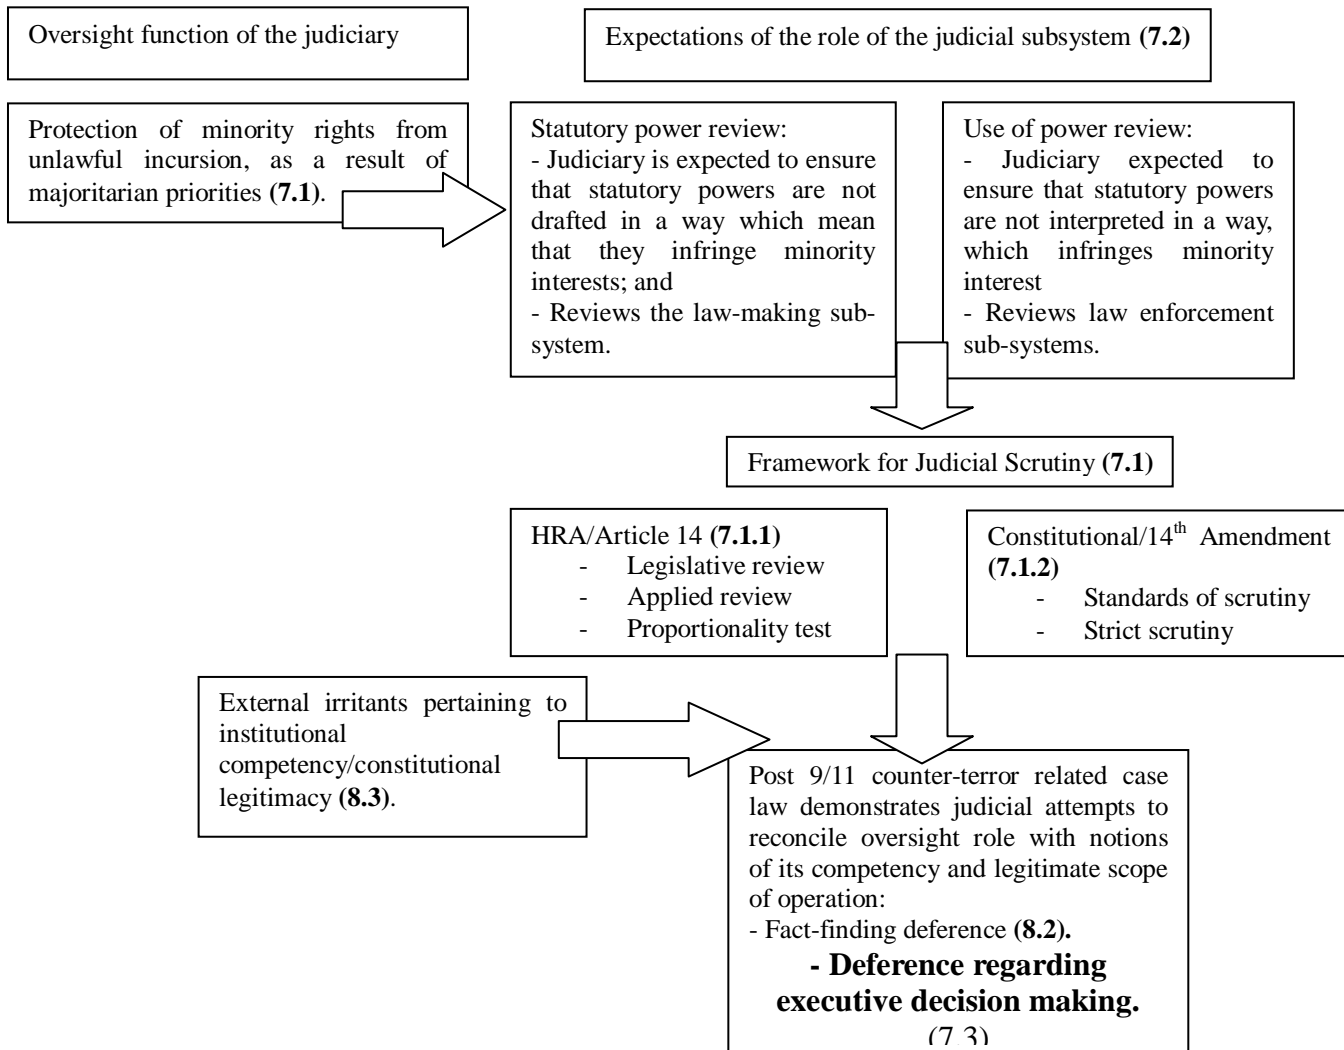 Oversight function of the judiciary
Expectations of the role of the judicial subsystem (7.2)
Protection of minority rights from
unlawful incursion, as a result of
majoritarian priorities (7.1).
Statutory power review:
- Judiciary is expected to ensure
that statutory powers are not
drafted in a way which mean
that they infringe minority
interests; and
- Reviews the law-making sub-
system.
Use of power review:
- Judiciary expected to
ensure that statutory powers
are not interpreted in a way,
which infringes minority
interest
- Reviews law enforcement
sub-systems.
Framework for Judicial Scrutiny (7.1)
HRA/Article 14 (7.1.1)
- Legislative review
- Applied review
- Proportionality test
Constitutional/14th Amendment
(7.1.2)
- Standards of scrutiny
- Strict scrutiny
External irritants pertaining to
institutional
competency/constitutional
legitimacy (8.3).
Post 9/11 counter-terror related case
law demonstrates judicial attempts to
reconcile oversight role with notions
of its competency and legitimate scope
of operation:
- Fact-finding deference (8.2).
- Deference regarding
executive decision making.
(7.3)